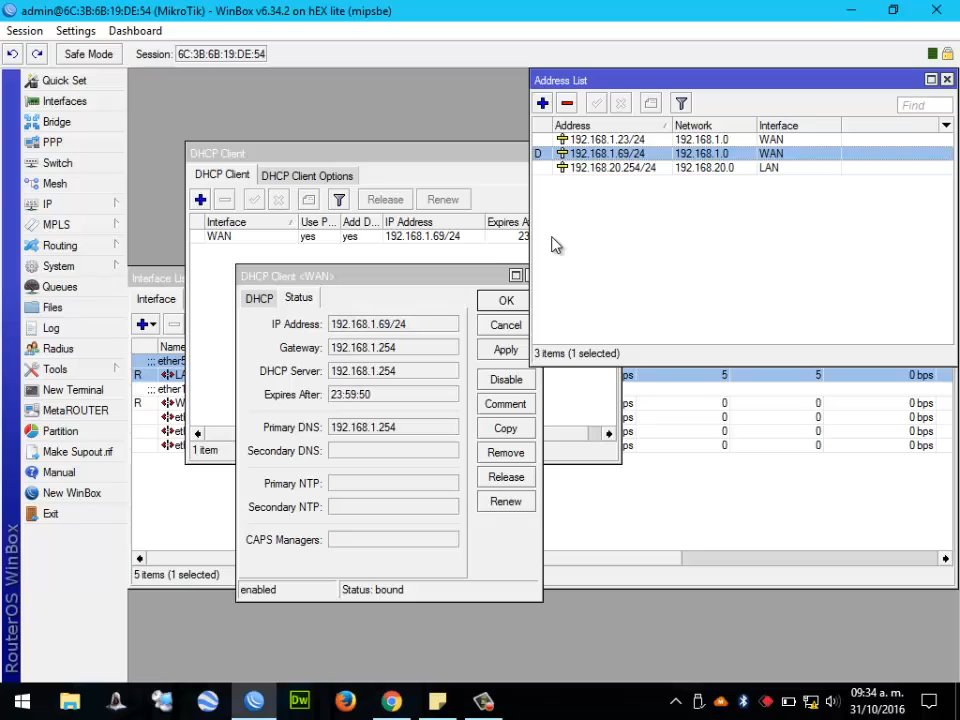 admin@6C:3B:6B:19:DE:54 (MikroTik) - WinBox v6.34.2 on hEX lite (mipsbe)
Session Settings Dashboard
Safe Mode Session: 6C:3B:6B:19:DE:54
Quick Set
Interfaces
Bridge
PPP
Switch
Mesh
IP
MPLS
Routing
System
Queues
Files
Log
Radius
Tools
New Terminal
MetaROUTER
Partition
Make Supout.rif
Manual
New WinBox
Exit
RouterOS WinBox
Address List
Find
Address Network Interface
192.168.1.23/24 192.168.1.0 WAN
D 192.168.1.69/24 192.168.1.0 WAN
192.168.20.254/24 192.168.20.0 LAN
3 items (1 selected)
DHCP Client
DHCP Client DHCP Client Options
Release Renew
Interface Use P... Add D... IP Address Expires A
WAN yes yes 192.168.1.69/24 23
1 item
Interface Lis
Interface
Name
;;; ether5
R LA ps 5 5 0 bps
;;; ether1
R W bps 0 0 0 bps
et bps 0 0 0 bps
et bps 0 0 0 bps
et bps 0 0 0 bps
5 items (1 selected)
DHCP Client <WAN>
DHCP Status
IP Address: 192.168.1.69/24
Gateway: 192.168.1.254
DHCP Server: 192.168.1.254
Expires After: 23:59:50
Primary DNS: 192.168.1.254
Secondary DNS:
Primary NTP:
Secondary NTP:
CAPS Managers:
OK
Cancel
Apply
Disable
Comment
Copy
Remove
Release
Renew
enabled Status: bound
Dw
09:34 a. m.
31/10/2016